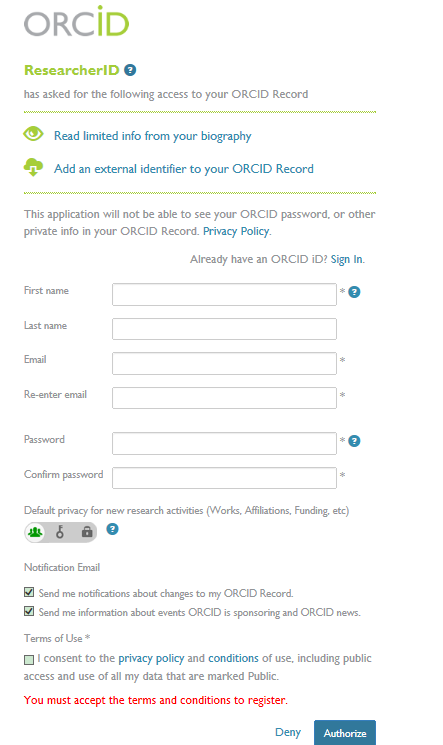 ORCiD
ResearcherID ?
has asked for the following access to your ORCID Record
Read limited info from your biography
Add an external identifier to your ORCID Record
This application will not be able to see your ORCID password, or other
private info in your ORCID Record. Privacy Policy.
Already have an ORCID iD? Sign In.
First name * ?
Last name
Email *
Re-enter email *
Password * ?
Confirm password *
Default privacy for new research activities (Works, Affiliations, Funding, etc)
?
Notification Email
Send me notifications about changes to my ORCID Record.
Send me information about events ORCID is sponsoring and ORCID news.
Terms of Use *
I consent to the privacy policy and conditions of use, including public
access and use of all my data that are marked Public.
You must accept the terms and conditions to register.
Deny Authorize